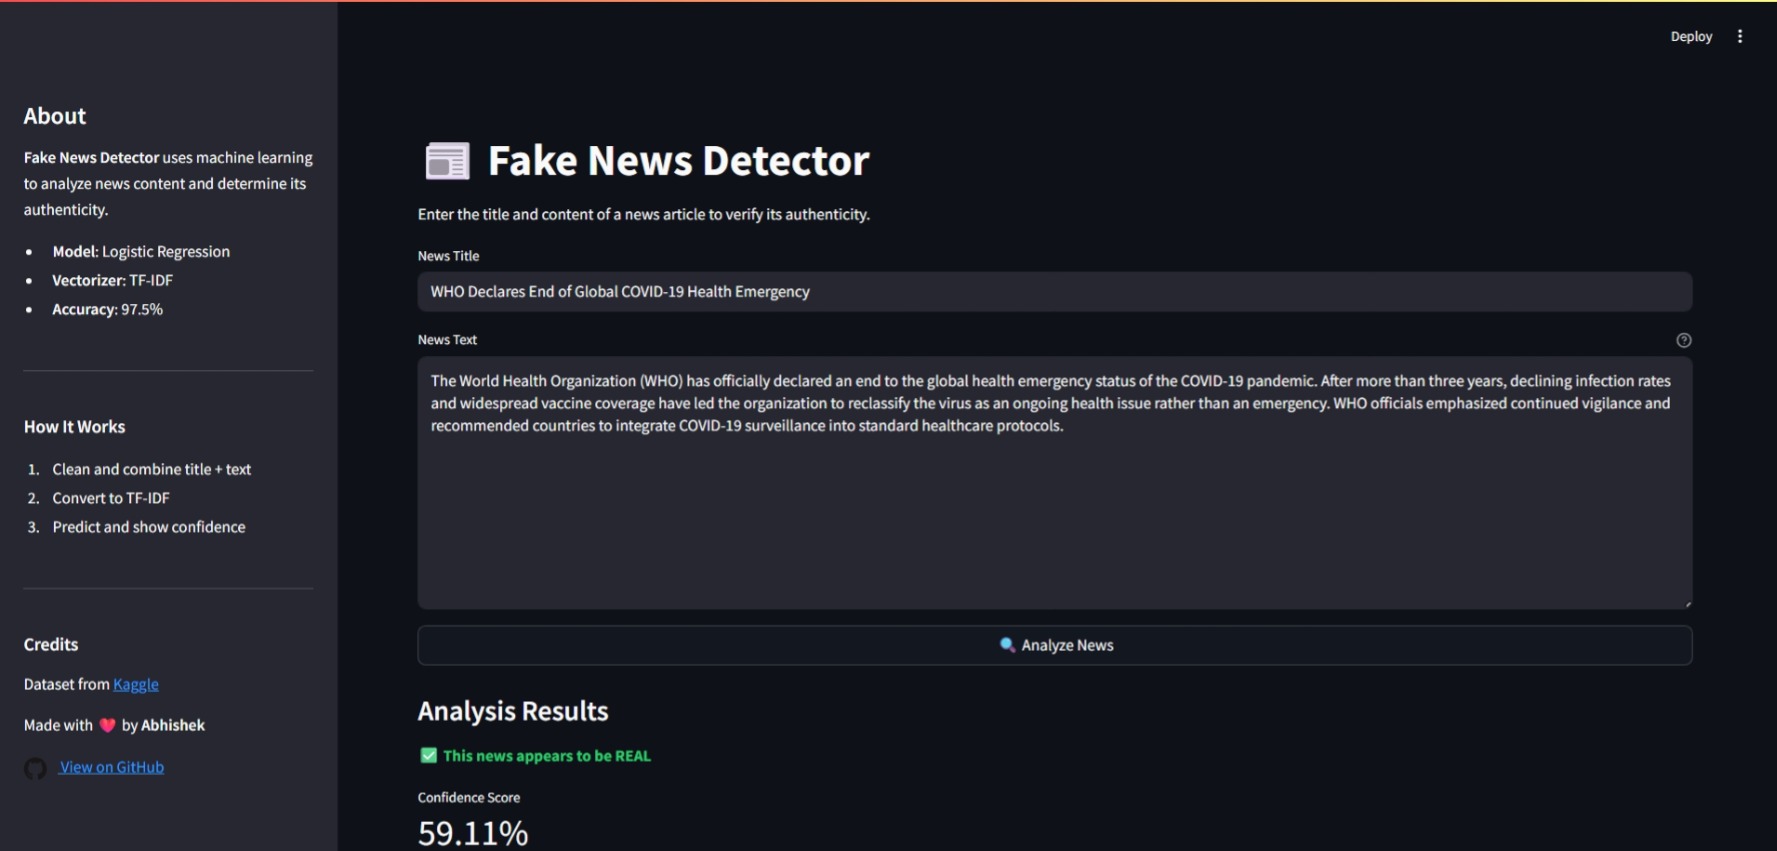 Deploy
About
Fake News Detector uses machine learning
to analyze news content and determine its
authenticity.
• Model: Logistic Regression
• Vectorizer: TF-IDF
• Accuracy: 97.5%
How It Works
1. Clean and combine title + text
2. Convert to TF-IDF
3. Predict and show confidence
Credits
Dataset from Kaggle
Made with ❤️ by Abhishek
View on GitHub
Fake News Detector
Enter the title and content of a news article to verify its authenticity.
News Title
WHO Declares End of Global COVID-19 Health Emergency
News Text
The World Health Organization (WHO) has officially declared an end to the global health emergency status of the COVID-19 pandemic. After more than three years, declining infection rates
and widespread vaccine coverage have led the organization to reclassify the virus as an ongoing health issue rather than an emergency. WHO officials emphasized continued vigilance and
recommended countries to integrate COVID-19 surveillance into standard healthcare protocols.
🔍 Analyze News
Analysis Results
✅ This news appears to be REAL
Confidence Score
59.11%